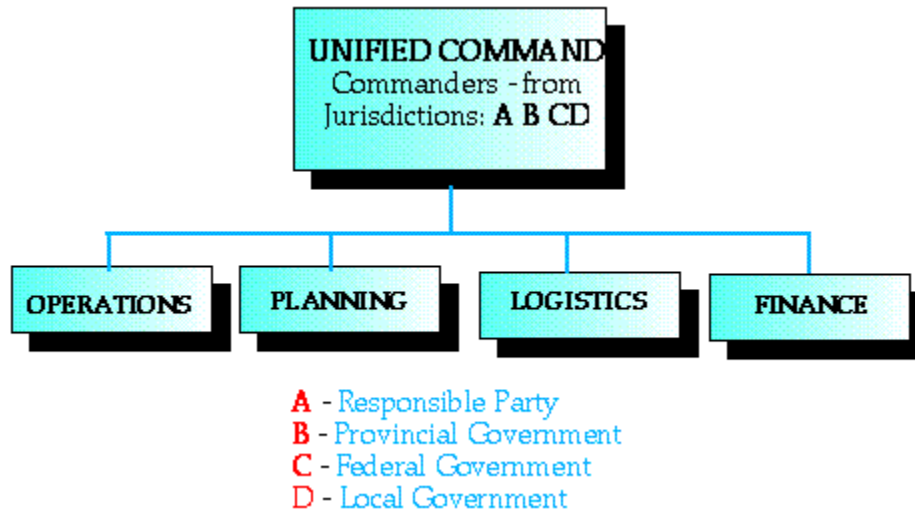 UNIFIED COMMAND
Commanders - from
Jurisdictions: A B CD
OPERATIONS
PLANNING
LOGISTICS
FINANCE
A - Responsible Party
B - Provincial Government
C - Federal Government
D - Local Government